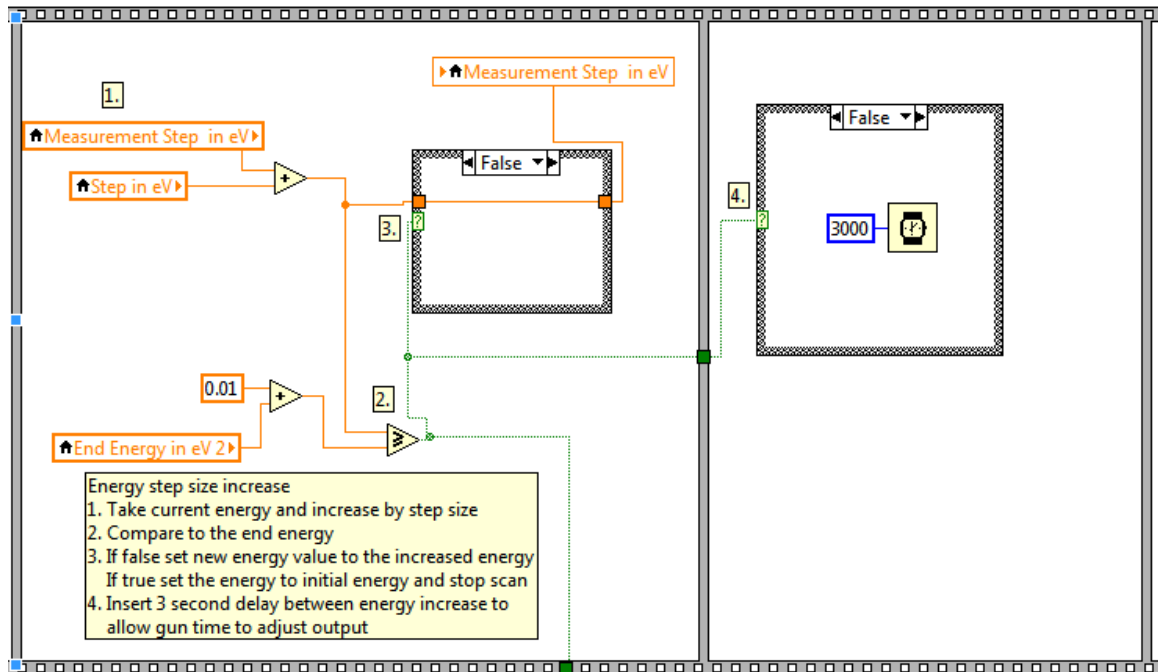 1.
Measurement Step  in eV
Measurement Step  in eV
Step in eV
+
False
3.
?
0.01
+
End Energy in eV 2
2.
≥
Energy step size increase
1. Take current energy and increase by step size
2. Compare to the end energy
3. If false set new energy value to the increased energy
If true set the energy to initial energy and stop scan
4. Insert 3 second delay between energy increase to
allow gun time to adjust output
False
4.
?
3000